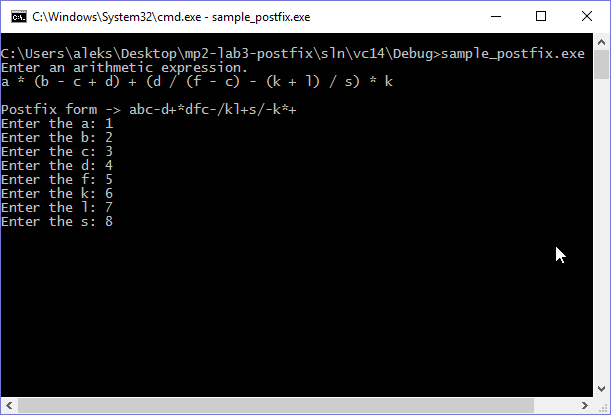 C:\Windows\System32\cmd.exe - sample_postfix.exe
C:\Users\aleks\Desktop\mp2-lab3-postfix\sln\vc14\Debug>sample_postfix.exe
Enter an arithmetic expression.
a * (b - c + d) + (d / (f - c) - (k + l) / s) * k
Postfix form -> abc-d+*dfc-/kl+s/-k*+
Enter the a: 1
Enter the b: 2
Enter the c: 3
Enter the d: 4
Enter the f: 5
Enter the k: 6
Enter the l: 7
Enter the s: 8